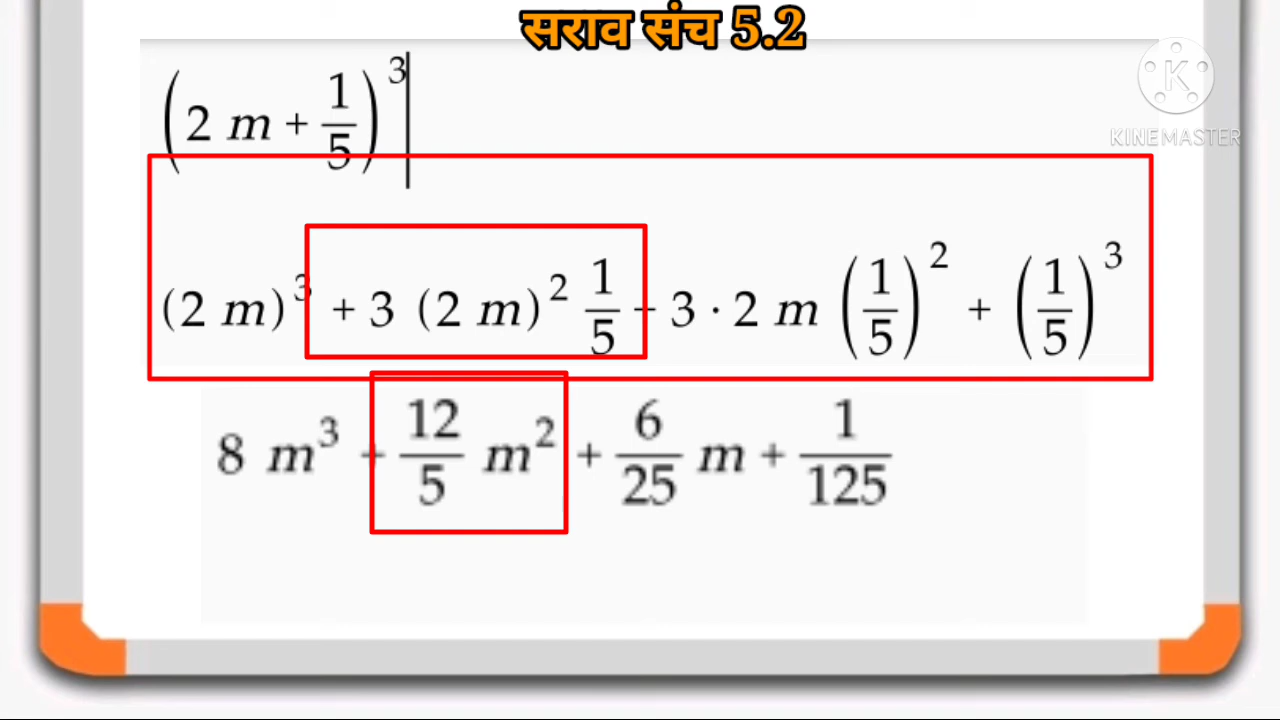 सराव संच 5.2
K
KINEMASTER
(2 m + 1/5)³
(2 m)³ + 3 (2 m)² 1/5 + 3 · 2 m (1/5)² + (1/5)³
8 m³ + 12/5 m² + 6/25 m + 1/125